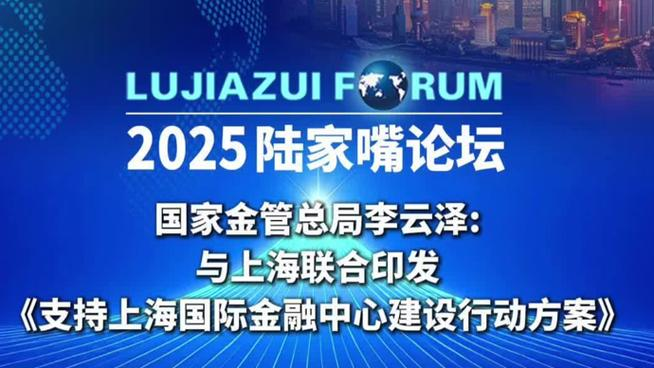 LUJIAZUI FORUM
2025陆家嘴论坛
国家金管总局李云泽:
与上海联合印发
《支持上海国际金融中心建设行动方案》